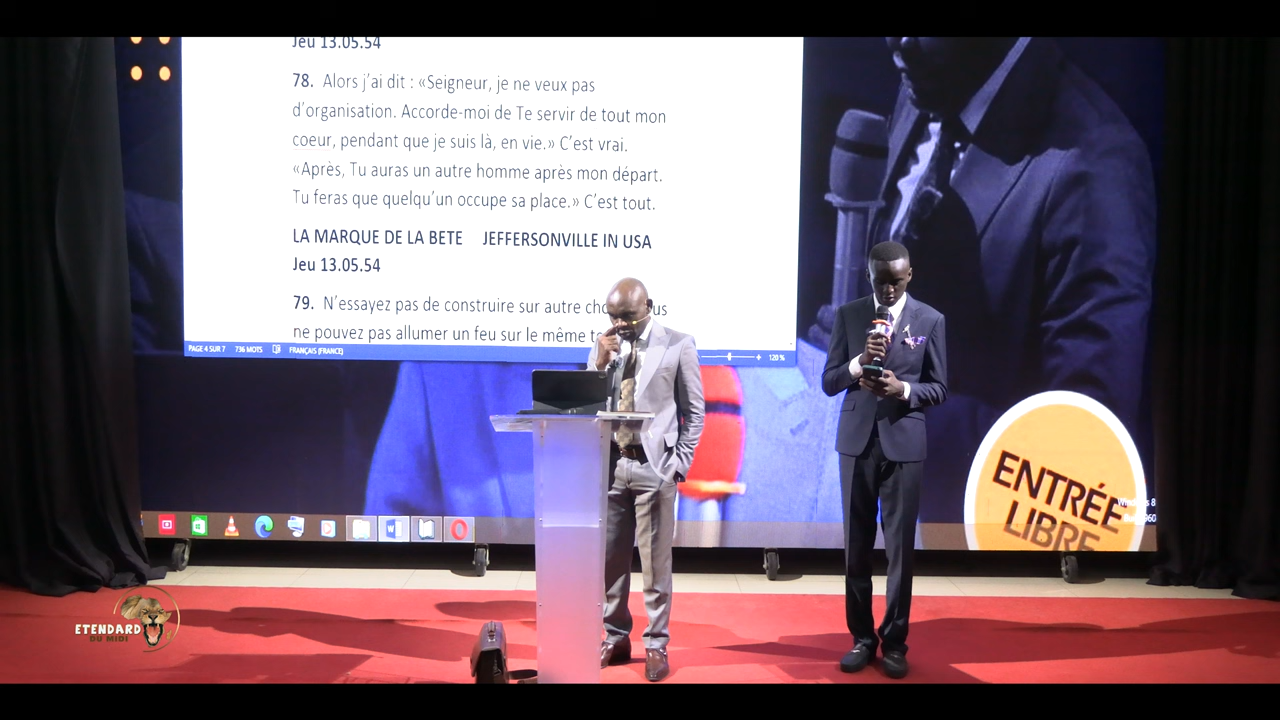 Jeu 13.05.54
78. Alors j'ai dit : «Seigneur, je ne veux pas
d'organisation. Accorde-moi de Te servir de tout mon
coeur, pendant que je suis là, en vie.» C'est vrai.
«Après, Tu auras un autre homme après mon départ.
Tu feras que quelqu'un occupe sa place.» C'est tout.
LA MARQUE DE LA BETE JEFFERSONVILLE IN USA
Jeu 13.05.54
79. N'essayez pas de construire sur autre
ne pouvez pas allumer un feu sur le même
PAGE 4 SUR 7 736 MOTS FRANÇAIS (FRANCE) 120 %
ENTRÉE
LIBRE
ETENDARD
DU MIDI